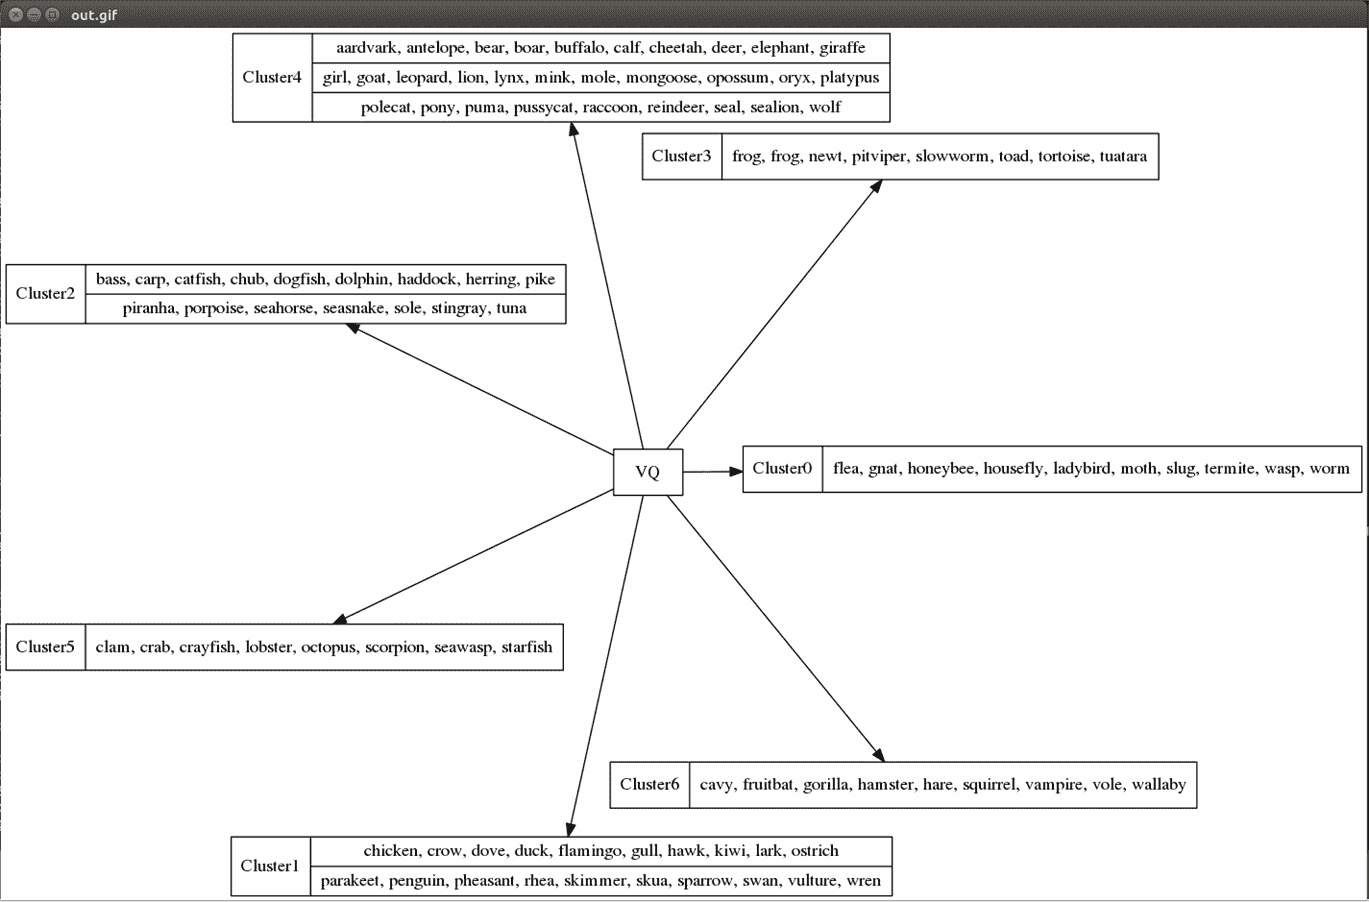 out.gif
Cluster4
aardvark, antelope, bear, boar, buffalo, calf, cheetah, deer, elephant, giraffe
girl, goat, leopard, lion, lynx, mink, mole, mongoose, opossum, oryx, platypus
polecat, pony, puma, pussycat, raccoon, reindeer, seal, sealion, wolf
Cluster3
frog, frog, newt, pitviper, slowworm, toad, tortoise, tuatara
Cluster2
bass, carp, catfish, chub, dogfish, dolphin, haddock, herring, pike
piranha, porpoise, seahorse, seasnake, sole, stingray, tuna
VQ
Cluster0
flea, gnat, honeybee, housefly, ladybird, moth, slug, termite, wasp, worm
Cluster5
clam, crab, crayfish, lobster, octopus, scorpion, seawasp, starfish
Cluster6
cavy, fruitbat, gorilla, hamster, hare, squirrel, vampire, vole, wallaby
Cluster1
chicken, crow, dove, duck, flamingo, gull, hawk, kiwi, lark, ostrich
parakeet, penguin, pheasant, rhea, skimmer, skua, sparrow, swan, vulture, wren